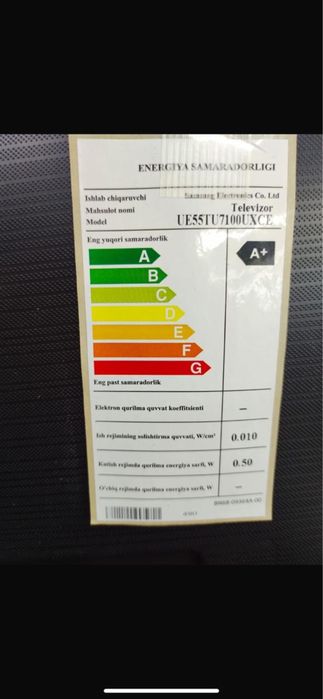 ENERGIYA SAMARADORLIGI
Ishlab chiqaruvchi Samsung Electronics Co. Ltd
Mahsulot nomi Televizor
Model UE55TU7100UXCE
Eng yuqori samaradorlik
A A+
B
C
D
E
F
G
Eng past samaradorlik
Elektron qurilma quvvat koeffitsienti –
Ish rejimining solishtirma quvvati, W/cm² 0.010
Kutish rejimda qurilma energiya sarfi, W 0.50
O'chiq rejimda qurilma energiya sarfi, W –